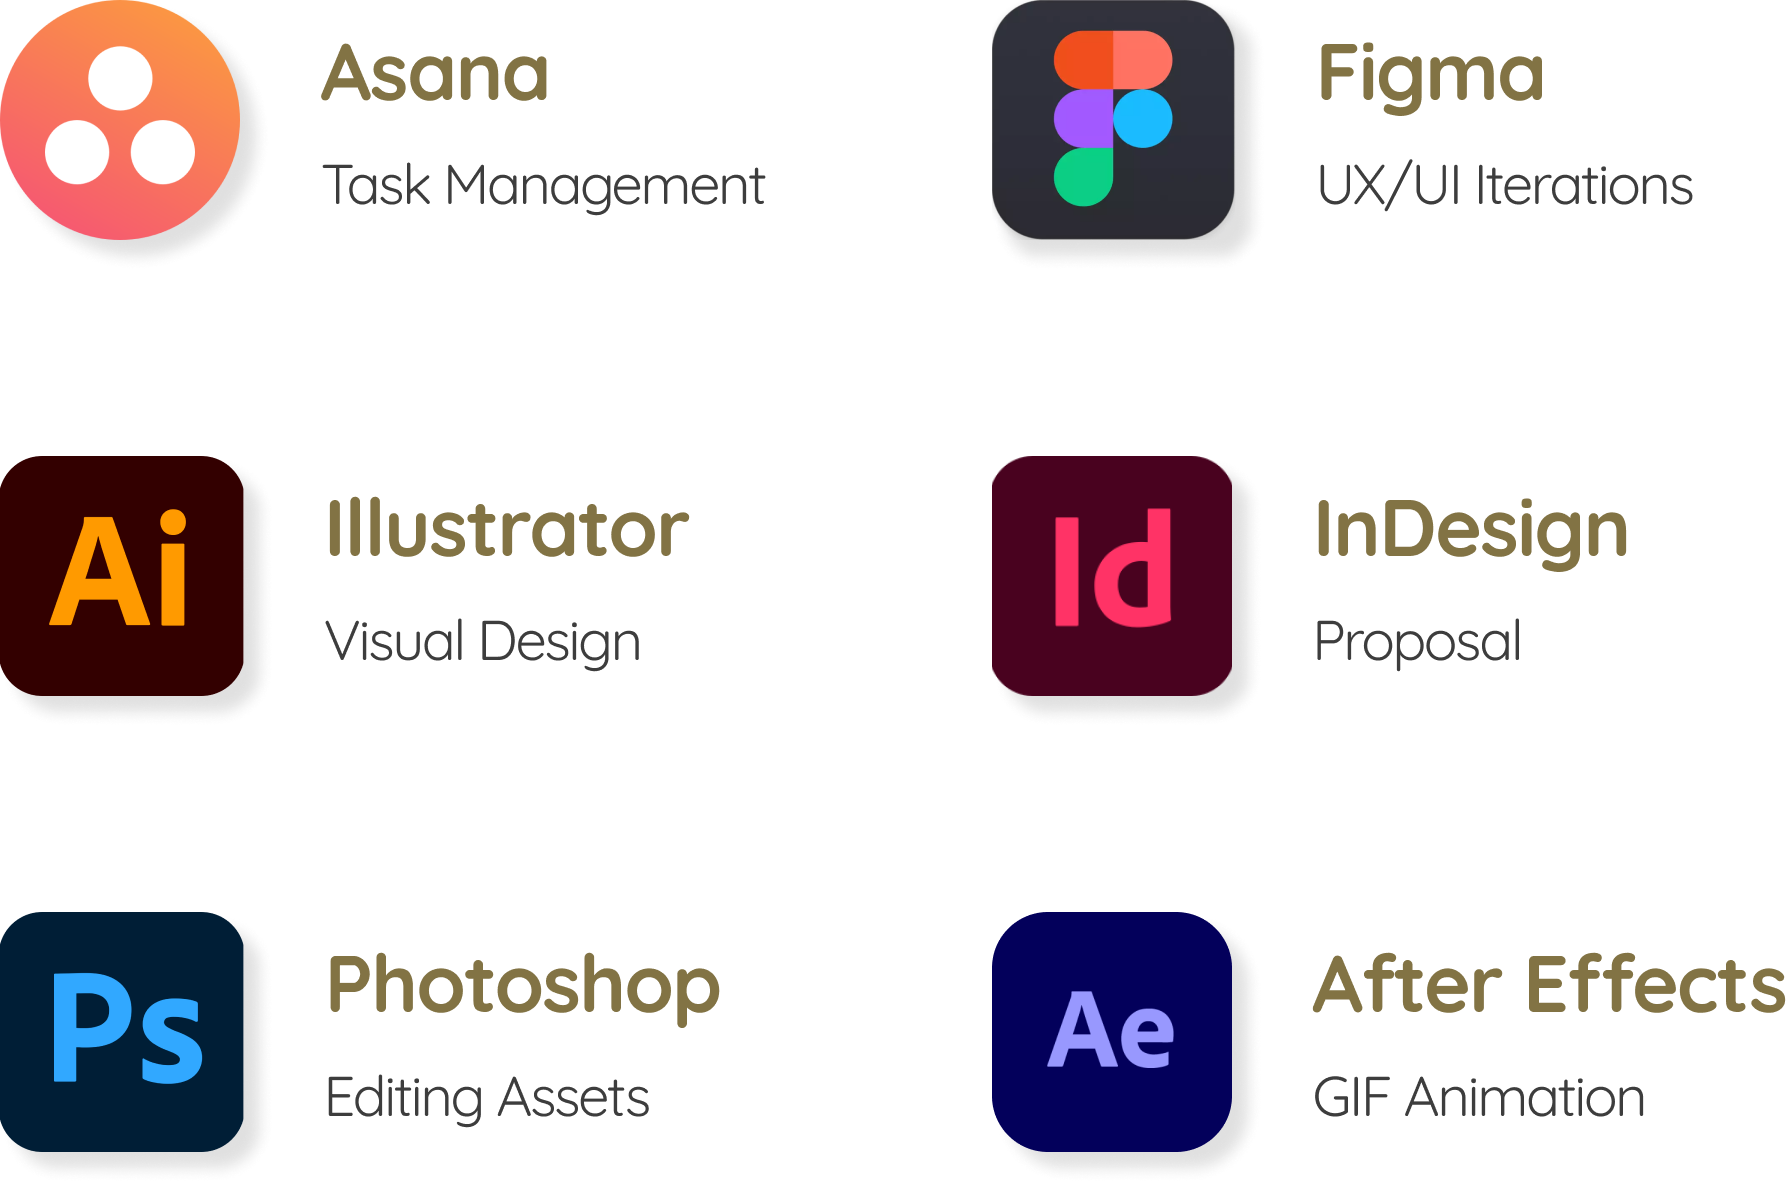 Asana
Task Management
Figma
UX/UI Iterations
Ai
Illustrator
Visual Design
Id
InDesign
Proposal
Ps
Photoshop
Editing Assets
Ae
After Effects
GIF Animation